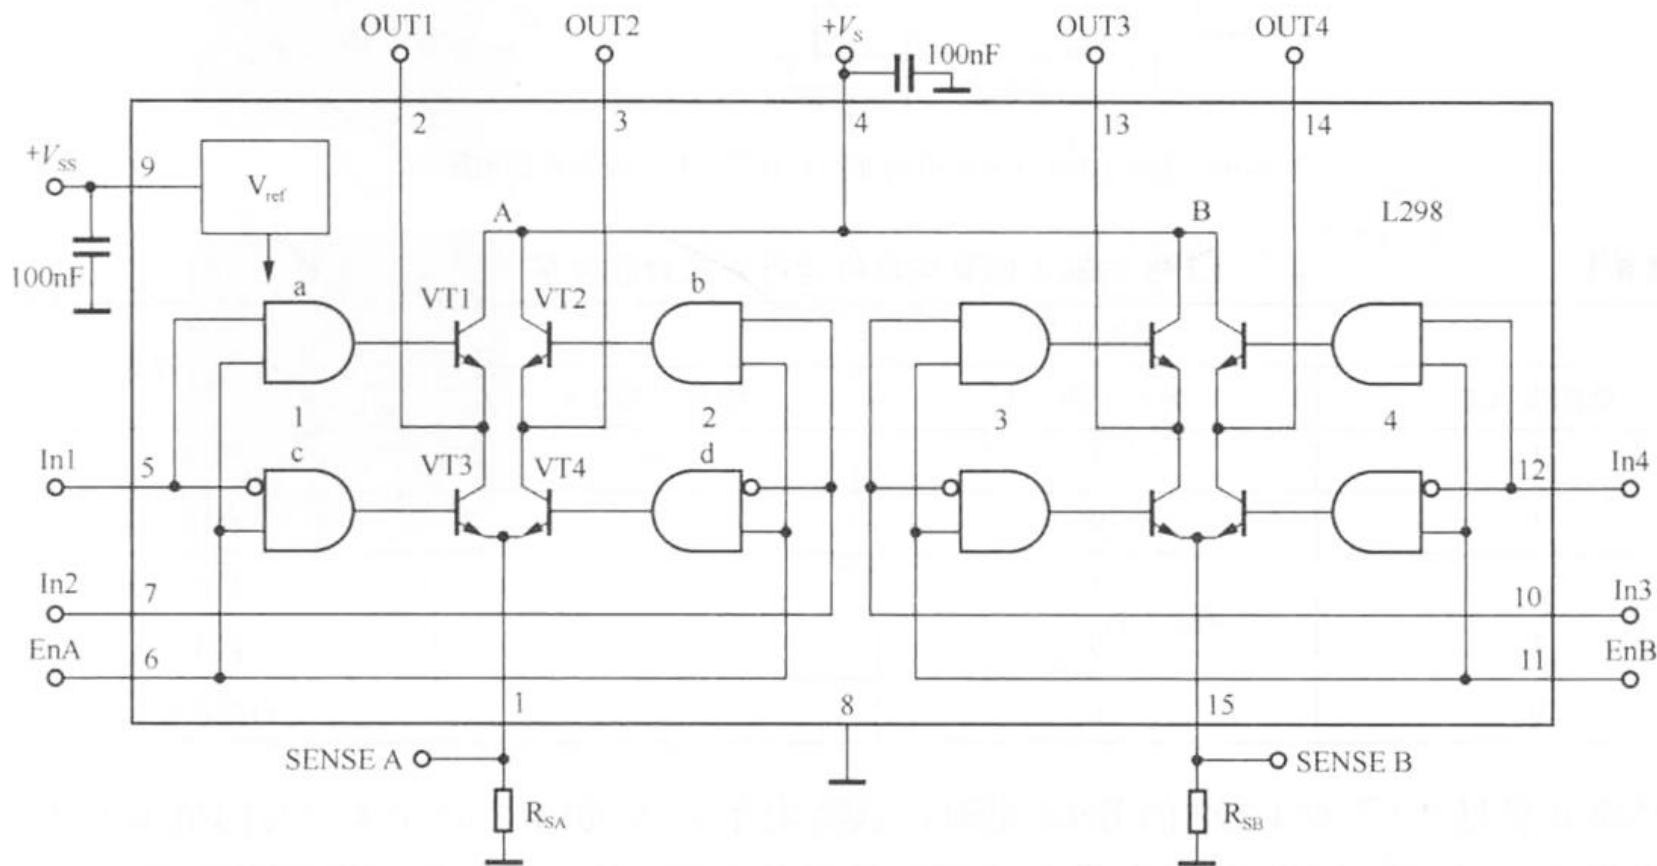 OUT1 OUT2 +VS OUT3 OUT4
100nF
2 3 4 13 14
+VSS 9 Vref A B L298
100nF
a VT1 VT2 b
1 2 3 4
In1 5 c VT3 VT4 d 12 In4
In2 7 10 In3
EnA 6 11 EnB
1 8 15
SENSE A SENSE B
RSA RSB